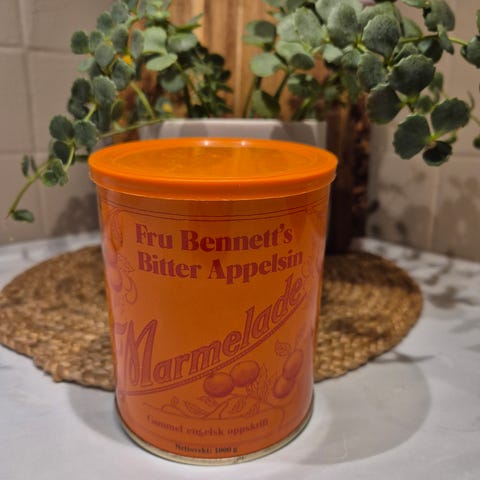 Fru Bennett's
Bitter Appelsin
Marmelade
Gammel engelsk oppskrift
Nettovekt: 1000 g